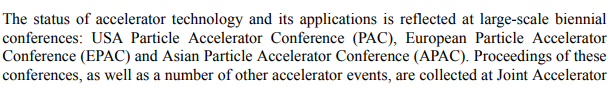 The status of accelerator technology and its applications is reflected at large-scale biennial
conferences: USA Particle Accelerator Conference (PAC), European Particle Accelerator
Conference (EPAC) and Asian Particle Accelerator Conference (APAC). Proceedings of these
conferences, as well as a number of other accelerator events, are collected at Joint Accelerator